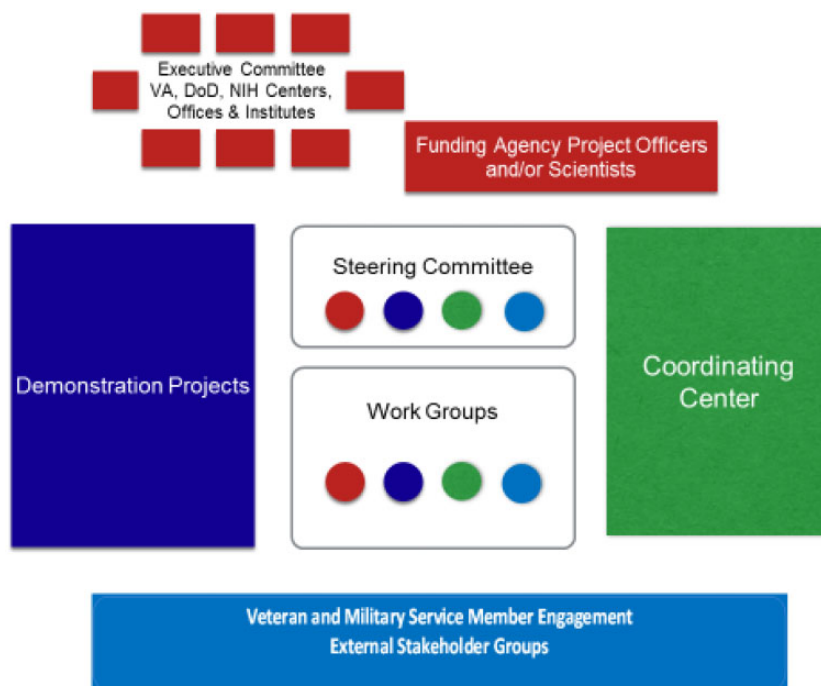 Executive Committee
VA, DoD, NIH Centers,
Offices & Institutes
Funding Agency Project Officers
and/or Scientists
Steering Committee
Demonstration Projects
Coordinating
Center
Work Groups
Veteran and Military Service Member Engagement
External Stakeholder Groups